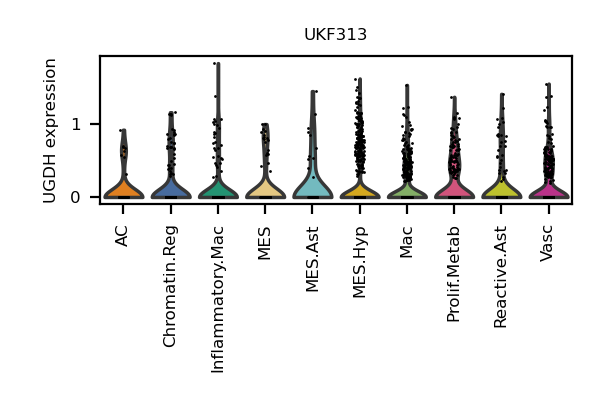 UKF313
UGDH expression
1
0
AC
Chromatin.Reg
Inflammatory.Mac
MES
MES.Ast
MES.Hyp
Mac
Prolif.Metab
Reactive.Ast
Vasc